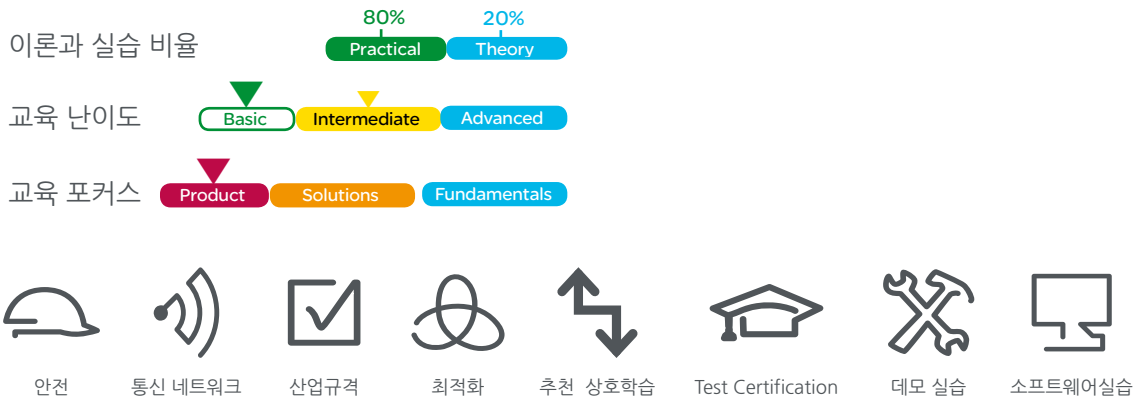 80% 20%
이론과 실습 비율 Practical Theory
교육 난이도 Basic Intermediate Advanced
교육 포커스 Product Solutions Fundamentals
안전 통신 네트워크 산업규격 최적화 추천 상호학습 Test Certification 데모 실습 소프트웨어실습